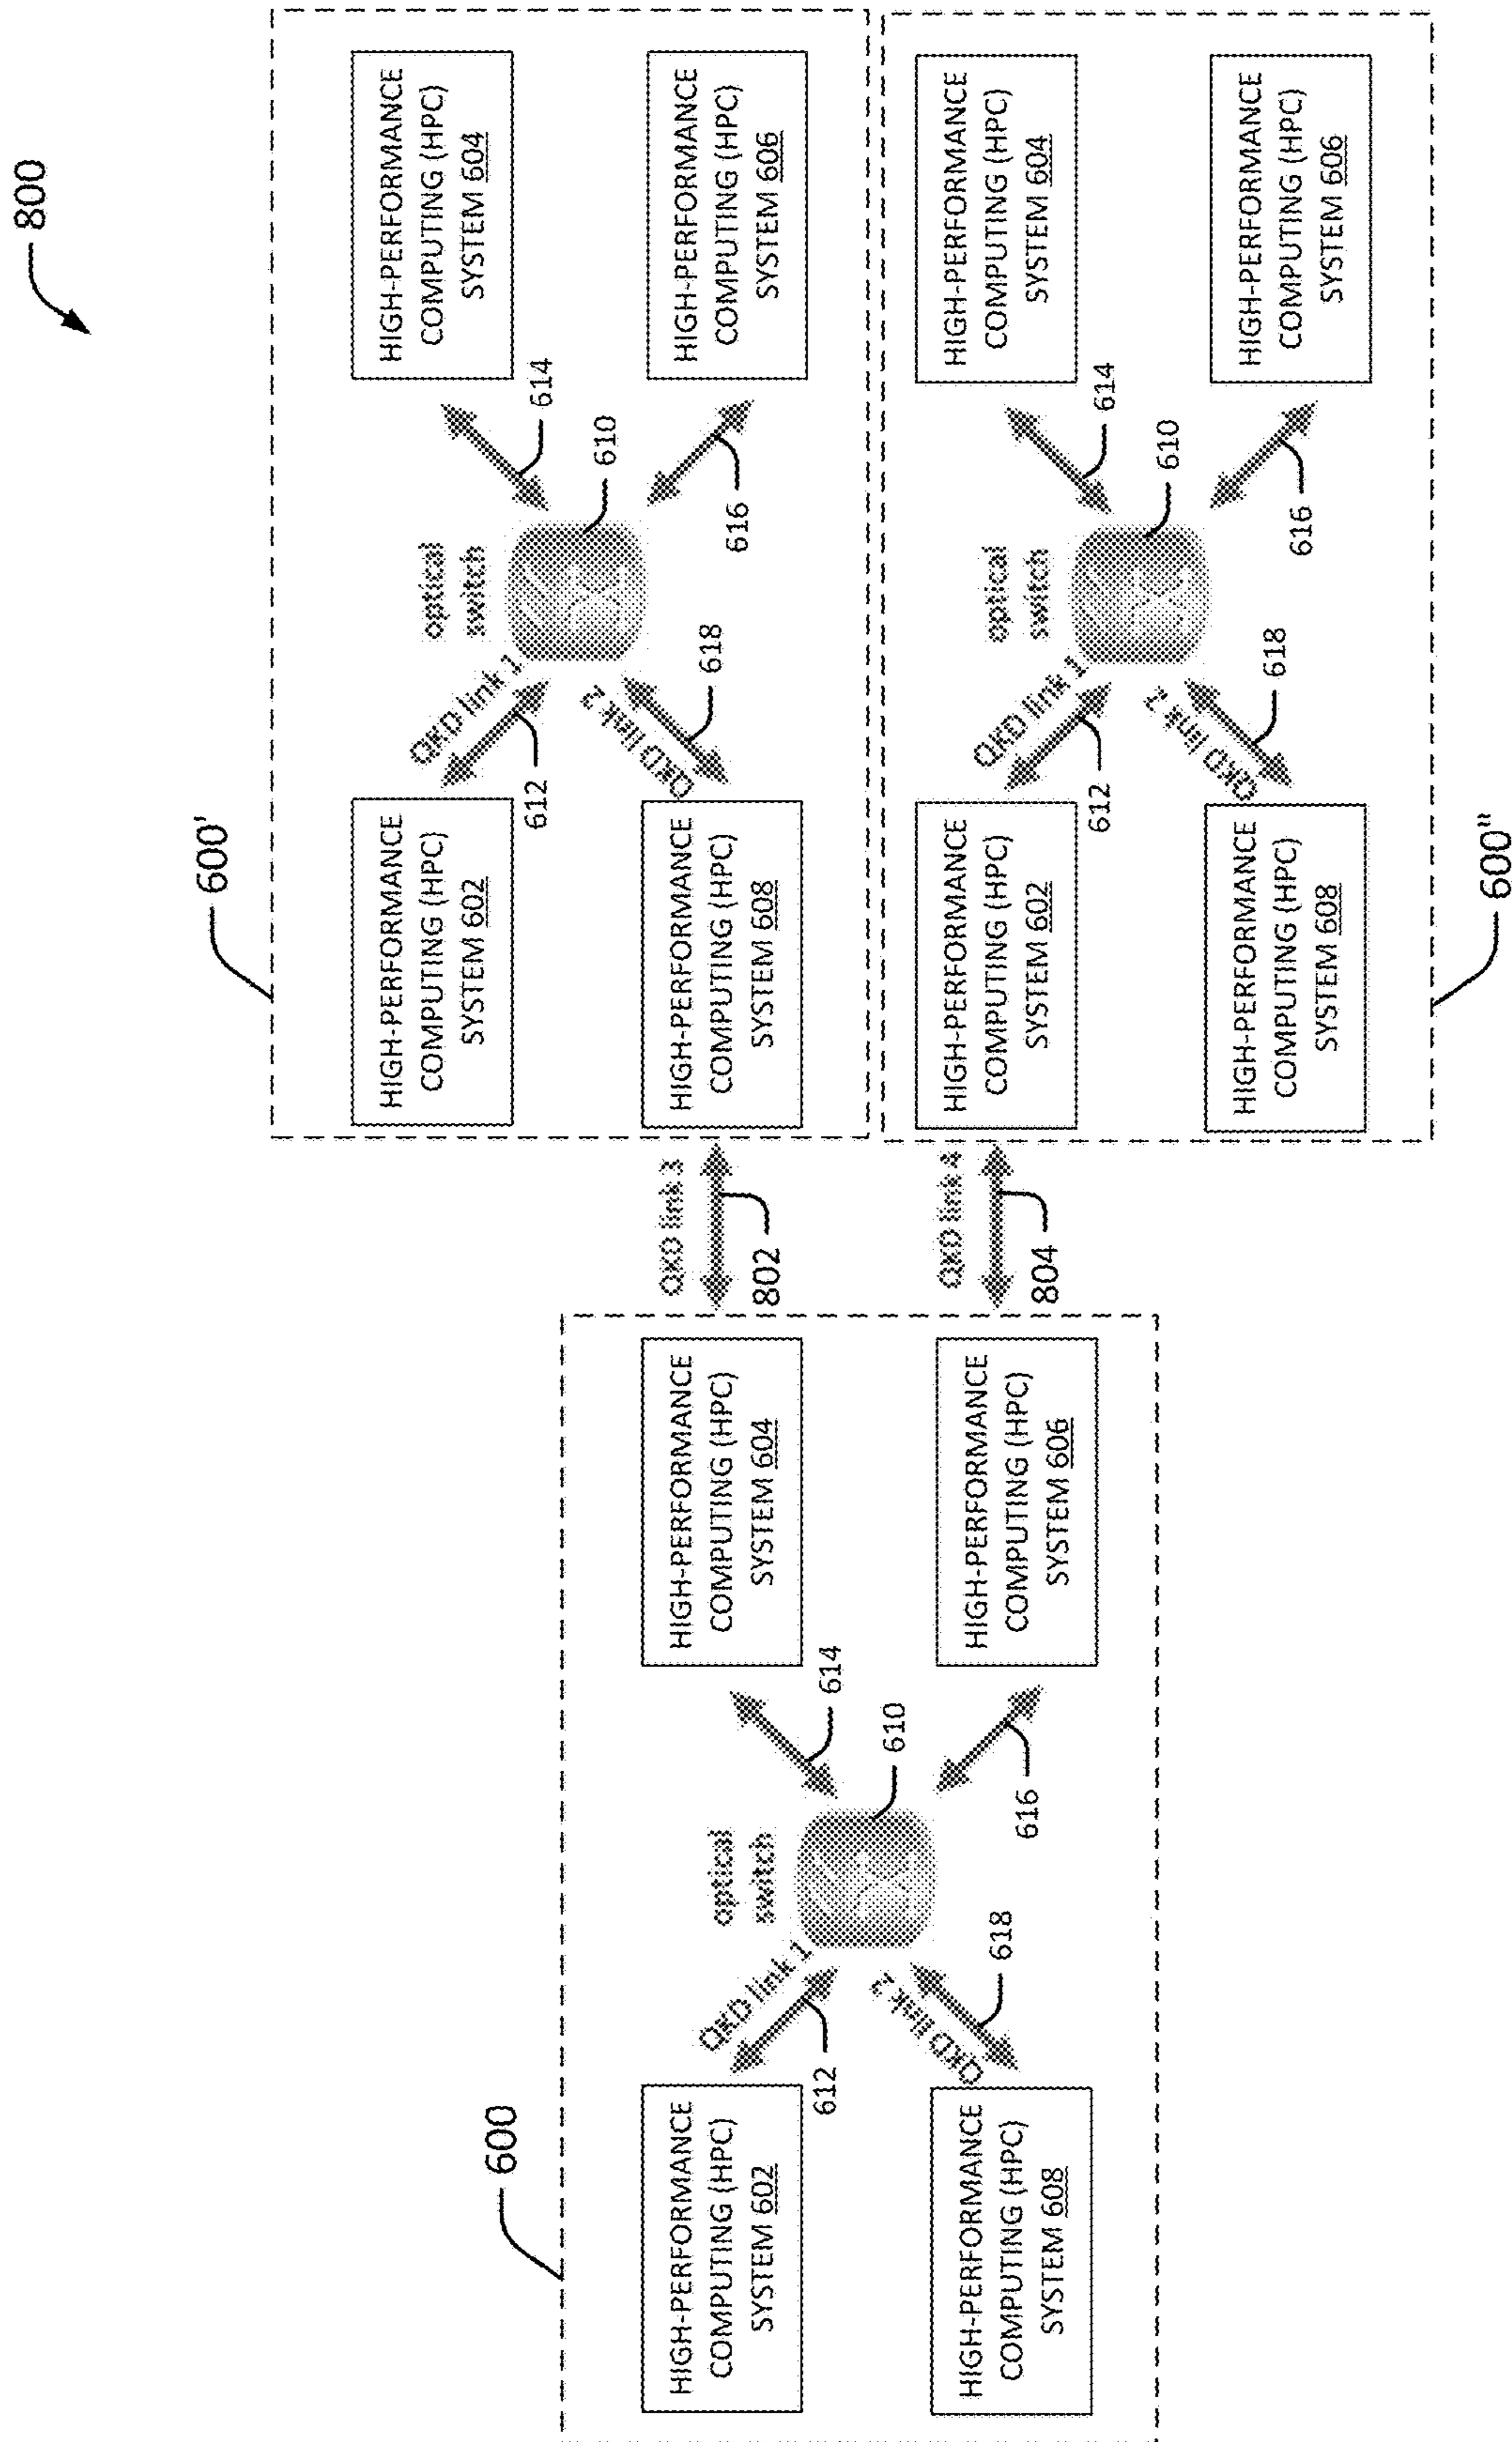 800
600'
HIGH-PERFORMANCE
COMPUTING (HPC)
SYSTEM 602
QKD link 1
612
optical
switch
610
614
HIGH-PERFORMANCE
COMPUTING (HPC)
SYSTEM 604
HIGH-PERFORMANCE
COMPUTING (HPC)
SYSTEM 608
QKD link 2
618
616
HIGH-PERFORMANCE
COMPUTING (HPC)
SYSTEM 606
600
HIGH-PERFORMANCE
COMPUTING (HPC)
SYSTEM 602
QKD link 1
612
optical
switch
610
614
HIGH-PERFORMANCE
COMPUTING (HPC)
SYSTEM 604
HIGH-PERFORMANCE
COMPUTING (HPC)
SYSTEM 608
QKD link 2
618
616
HIGH-PERFORMANCE
COMPUTING (HPC)
SYSTEM 606
QKD link 3
802
QKD link 4
804
HIGH-PERFORMANCE
COMPUTING (HPC)
SYSTEM 602
QKD link 1
612
optical
switch
610
614
HIGH-PERFORMANCE
COMPUTING (HPC)
SYSTEM 604
HIGH-PERFORMANCE
COMPUTING (HPC)
SYSTEM 608
QKD link 2
618
616
HIGH-PERFORMANCE
COMPUTING (HPC)
SYSTEM 606
600"